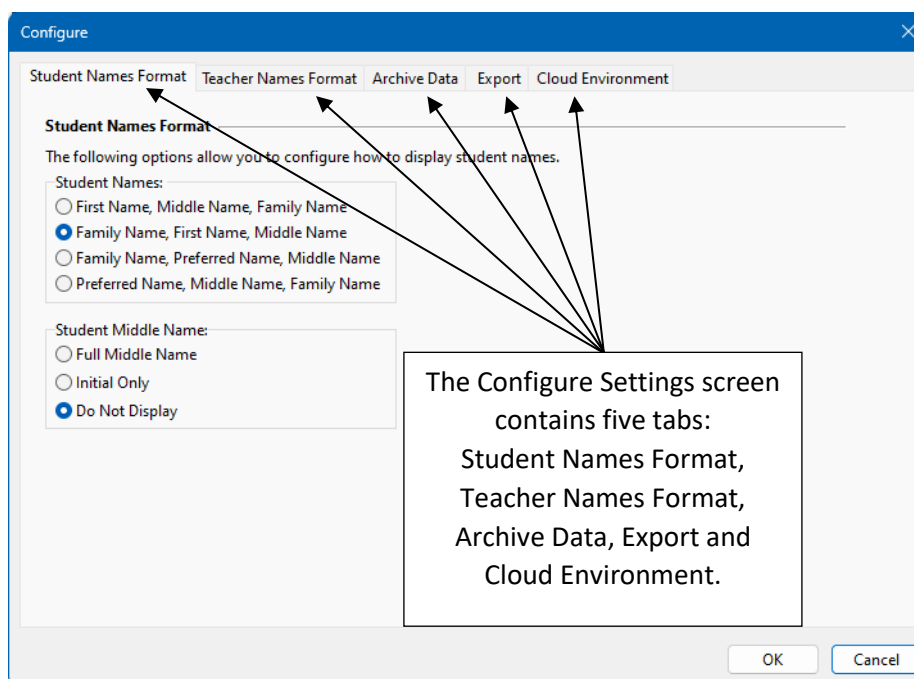 Configure
Student Names Format Teacher Names Format Archive Data Export Cloud Environment
Student Names Format
The following options allow you to configure how to display student names.
Student Names:
First Name, Middle Name, Family Name
Family Name, First Name, Middle Name
Family Name, Preferred Name, Middle Name
Preferred Name, Middle Name, Family Name
Student Middle Name:
Full Middle Name
Initial Only
Do Not Display
The Configure Settings screen
contains five tabs:
Student Names Format,
Teacher Names Format,
Archive Data, Export and
Cloud Environment.
OK Cancel